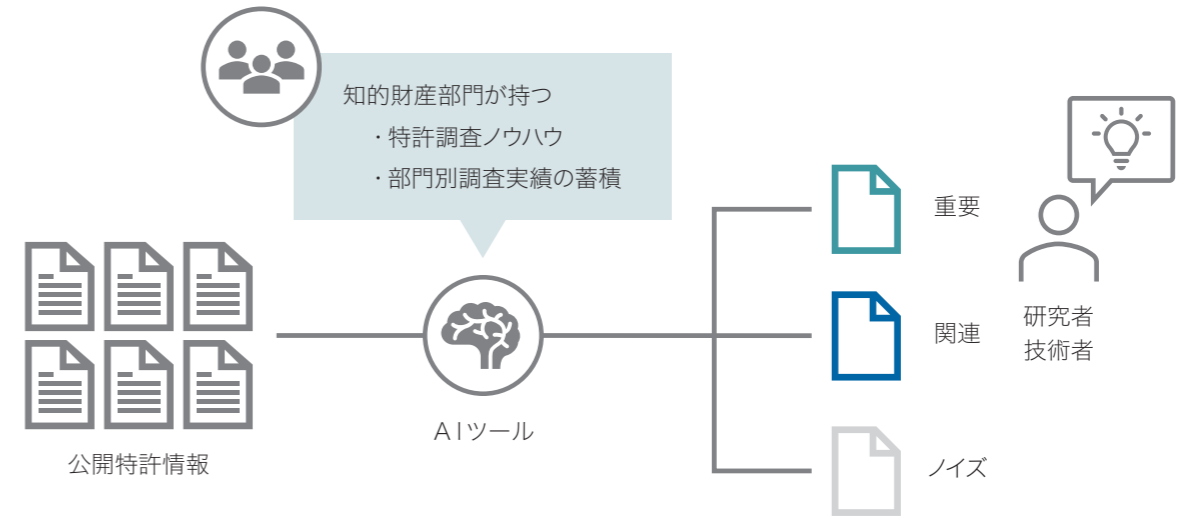 知的財産部門が持つ
・特許調査ノウハウ
・部門別調査実績の蓄積
公開特許情報
AIツール
重要
関連
ノイズ
研究者
技術者